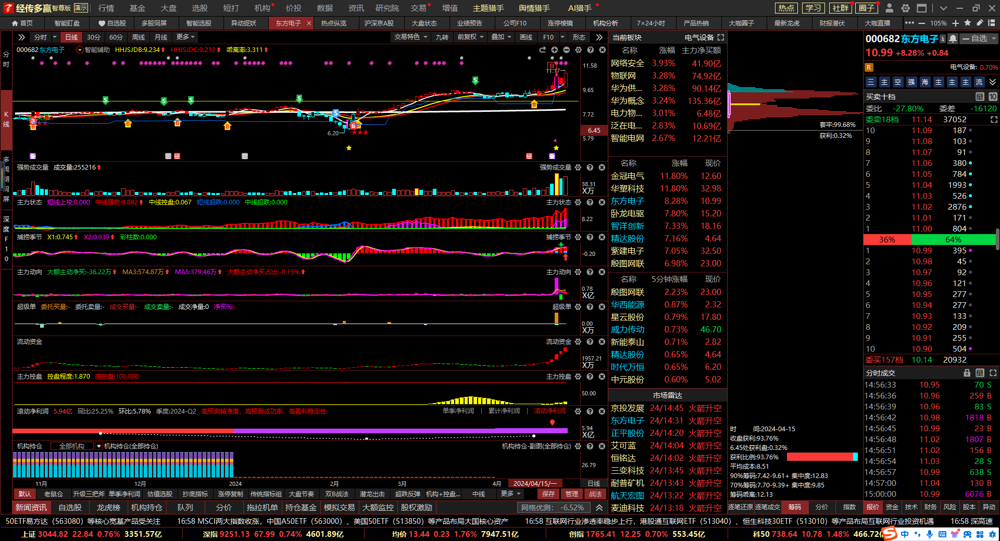 经传多赢 智尊版 演示 行情 基金 大盘 选股 短打 机构 价投 数据 资讯 研究院 交易 增值 主题猎手 舆情猎手 AI猎手 热点 学习 社群 圈子
首页 智能盯盘 自选股 多股同屏 智能选股 异动捉妖 东方电子 热点纵览 沪深京A股 大盘状态 业绩预告 公司F10 涨停棱镜 机构分析 7×24小时 产品热销 大咖圈子 最新龙虎 财报潜伏 大咖直播 105%
分时 日线 30分 60分 周线 月线 更多 交易特色 九转 前复权 叠加 画线 F10 形态
分时
K线
多周期同屏
深度F10
000682 东方电子 智能辅助 HHJSJDB:9.234 HHJSJDC:9.212 乖离率:3.311
11.58
11.17
9.65
7.72
6.45
5.79
6.20
强势成交量 成交量:255216 强势成交量
38.31
X万
主力状态 短线上攻:0.000 中线强势:9.882 中线控盘:0.067 短线超跌:0.000 中线超跌:0.000 主力状态
8.22
捕捞季节 X1:0.745 X2:0.939 彩柱数:0.000 捕捞季节
-0.20
主力动向 大额主动净买:-36.22万 MA3:574.87万 MA5:379.46万 大额主动净买占比:-0.15% 主力动向
0.78
X亿
超级单 委托买量:- 委托卖量:- 成交买量:- 成交卖量:- 成交净量:0 净买%:- 超级单
0.00
X万
流动资金 流动资金
1957.21
X万
主力控盘 控盘程度:1.870 高控盘:100.000 主力控盘
50.00
滚动净利润 5.94亿 同比:25.25% 环比:5.78% 季度:2024-Q2 高预测精准度，高预测成功率，高盈利稳定性 单季净利润 累计净利润 滚动净利润
5.94
X亿
机构持仓 全部机构 机构持仓(全部持仓) 机构持仓-副图(全部持仓)
26.79
11月 12月 2024 2月 3月 4月 2024/04/15/一 日线
默认 老鼠仓 升级三把斧 单季净利润 估值选股 抄底指标 涨停复制 传统指标组 大盘节奏 双B战法 潜龙出击 超跌反弹 机构+控盘... 中线 更多 保存 管理 战法
新闻资讯 自选股 龙虎榜 机构持仓 队列 分价 拖拉机单 持仓基金 模拟交易 大额监控 股权激励 网格优测: -6.52%
当前板块 电气设备
名称 涨幅 主力净买额
网络安全 3.93% 41.90亿
物联网 3.28% 74.92亿
华为供... 3.28% 90.14亿
华为概念 3.24% 135.36亿
电力物... 3.01% 6.48亿
泛在电... 2.83% 10.69亿
智能电网 2.67% 12.21亿
名称 涨幅 现价
金冠电气 11.80% 12.60
华塑科技 11.80% 32.98
东方电子 8.28% 10.99
卧龙电驱 7.80% 15.20
智洋创新 7.33% 18.16
精达股份 7.16% 4.64
紫建电子 7.05% 32.50
殷图网联 6.98% 23.00
名称 5分钟涨幅 现价
殷图网联 2.23% 23.00
华西能源 0.87% 2.32
星云股份 0.79% 17.80
威力传动 0.73% 46.70
新能泰山 0.71% 2.82
精达股份 0.65% 4.64
时代万恒 0.65% 6.20
中元股份 0.60% 5.02
市场雷达
京投发展 24/14:45 火箭升空
东方电子 24/14:31 火箭升空
正平股份 24/14:20 火箭升空
艾可蓝 24/14:04 火箭升空
恒铭达 24/14:02 火箭升空
三变科技 24/13:45 火箭升空
耐普矿机 24/13:43 火箭升空
航天宏图 24/13:22 火箭升空
麦迪科技 24/13:18 火箭升空
套牢:99.68%
获利:0.32%
时 间:2024-04-15
收盘获利:93.76%
6.45处获利盘:0.32%
获利比例:93.76%
平均成本:8.51
90%筹码:7.42-9.61+ 集中度:12.83
70%筹码:7.70-9.39+ 集中度:9.85
筹码乖离:12.13
逐笔还原 逐笔成交 筹码 分价 指数
000682 东方电子 自选
10.99 +8.28% +0.84
R 电气设备: 0.70%
三 主 空 强 海 主 主 主 流
买卖十档 量 10
委比 -27.80% 委差 -16120
委卖18档 11.14 37052
10 11.09 187
9 11.08 103
8 11.07 91
7 11.06 380
6 11.05 784
5 11.04 1993
4 11.03 526
3 11.02 2876
2 11.01 171
1 11.00 804
36% 64%
1 10.99 395
2 10.98 45
3 10.97 92
4 10.96 121
5 10.95 277
6 10.94 277
7 10.93 133
8 10.92 209
9 10.91 255
10 10.90 504
委买157档 10.14 20932
分时成交 量
14:56:33 10.95 70 S
14:56:36 10.96 259 B
14:56:39 10.96 83 S
14:56:42 10.98 1818 B
14:56:45 10.99 23 B
14:56:48 11.02 1807 B
14:56:51 11.02 156 B
14:56:54 11.03 28 S
14:56:57 10.99 638 S
14:57:00 11.04 130 B
15:00:00 10.99 6076 B
报价 资金 技术 财务 风险 股本 异动
50ETF易方达（563080）等核心宽基产品受关注 16:58 MSCI两大指数收涨，中国A50ETF（563000）、美国50ETF（513850）等产品布局大国核心资产 16:58 互联网行业渗透率稳步上行，港股通互联网ETF（513040）、恒生科技30ETF（513010）等产品布局互联网行业投资机遇 16:58 深高速
上证 3044.82 22.84 0.76% 3351.57亿 深指 9251.13 67.99 0.74% 4601.89亿 均价 13.44 0.23 1.76% 7947.51亿 创指 1765.41 12.25 0.70% 553.45亿 科50 738.64 10.78 1.48% 466.72亿 中